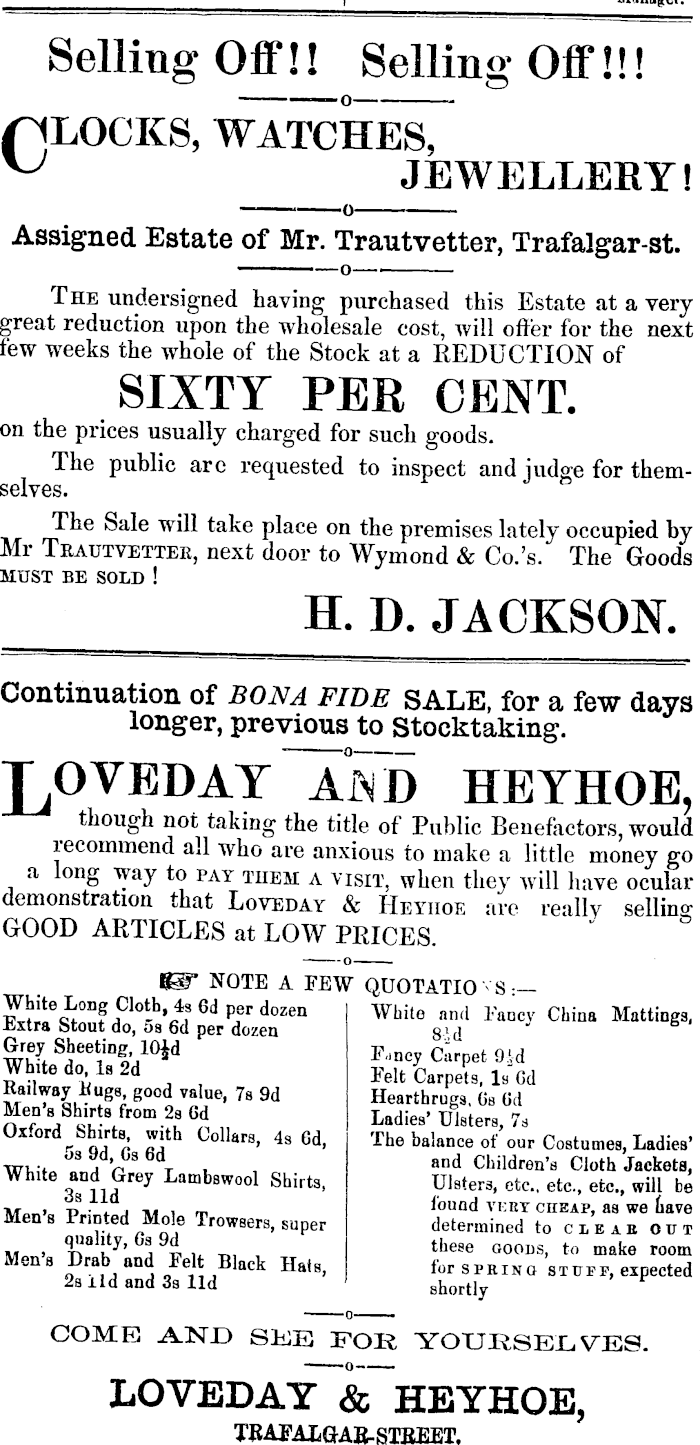 Manager.
Selling Off!! Selling Off!!!
CLOCKS, WATCHES,
JEWELLERY!
Assigned Estate of Mr. Trautvetter, Trafalgar-st.
THE undersigned having purchased this Estate at a very
great reduction upon the wholesale cost, will offer for the next
few weeks the whole of the Stock at a REDUCTION of
SIXTY PER CENT.
on the prices usually charged for such goods.
The public are requested to inspect and judge for them-
selves.
The Sale will take place on the premises lately occupied by
Mr TRAUTVETTER, next door to Wymond & Co.'s. The Goods
MUST BE SOLD!
H. D. JACKSON.
Continuation of BONA FIDE SALE, for a few days
longer, previous to Stocktaking.
LOVEDAY AND HEYHOE,
though not taking the title of Public Benefactors, would
recommend all who are anxious to make a little money go
a long way to PAY THEM A VISIT, when they will have ocular
demonstration that LOVEDAY & HEYHOE are really selling
GOOD ARTICLES at LOW PRICES.
☞ NOTE A FEW QUOTATIONS:—
White Long Cloth, 4s 6d per dozen
Extra Stout do, 5s 6d per dozen
Grey Sheeting, 10½d
White do, 1s 2d
Railway Rugs, good value, 7s 9d
Men's Shirts from 2s 6d
Oxford Shirts, with Collars, 4s 6d,
5s 9d, 6s 6d
White and Grey Lambswool Shirts,
3s 11d
Men's Printed Mole Trowsers, super
quality, 6s 9d
Men's Drab and Felt Black Hats,
2s 11d and 3s 11d
White and Fancy China Mattings,
8½d
Fancy Carpet 9½d
Felt Carpets, 1s 6d
Hearthrugs, 6s 6d
Ladies' Ulsters, 7s
The balance of our Costumes, Ladies'
and Children's Cloth Jackets,
Ulsters, etc., etc., etc., will be
found VERY CHEAP, as we have
determined to CLEAR OUT
these GOODS, to make room
for SPRING STUFF, expected
shortly
COME AND SEE FOR YOURSELVES.
LOVEDAY & HEYHOE,
TRAFALGAR-STREET.